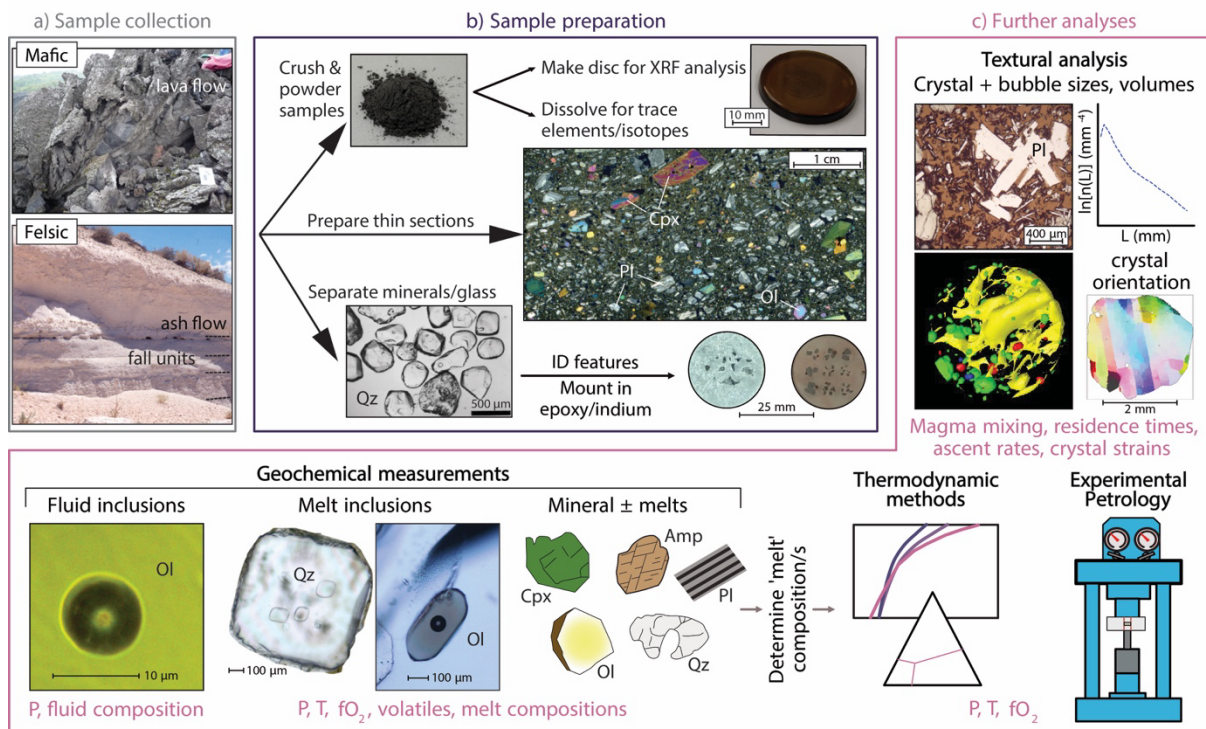 a) Sample collection
Mafic
lava flow
Felsic
ash flow
fall units
b) Sample preparation
Crush &
powder
samples
Make disc for XRF analysis
Dissolve for trace
elements/isotopes
10 mm
Prepare thin sections
1 cm
Cpx
Pl
Ol
Separate minerals/glass
Qz
500 µm
ID features
Mount in
epoxy/indium
25 mm
c) Further analyses
Textural analysis
Crystal + bubble sizes, volumes
Pl
400 µm
ln[n(L)] (mm⁻⁴)
L (mm)
crystal
orientation
2 mm
Magma mixing, residence times,
ascent rates, crystal strains
Geochemical measurements
Fluid inclusions
Ol
10 µm
P, fluid composition
Melt inclusions
Qz
100 µm
Ol
100 µm
P, T, fO₂, volatiles, melt compositions
Mineral ± melts
Cpx
Amp
Pl
Ol
Qz
Determine 'melt'
composition/s
Thermodynamic
methods
P, T, fO₂
Experimental
Petrology